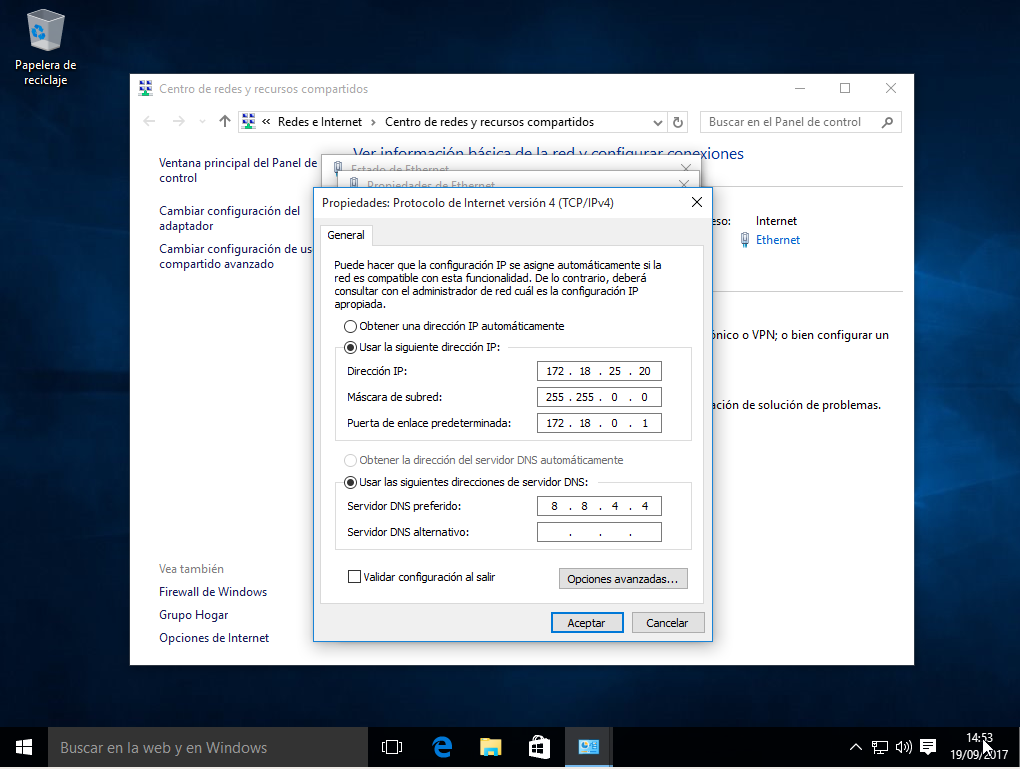 Papelera de
reciclaje
Centro de redes y recursos compartidos
« Redes e Internet > Centro de redes y recursos compartidos
Buscar en el Panel de control
Ventana principal del Panel de
control
Cambiar configuración del
adaptador
Cambiar configuración de us
compartido avanzado
Vea también
Firewall de Windows
Grupo Hogar
Opciones de Internet
Ver información básica de la red y configurar conexiones
Estado de Ethernet
Propiedades de Ethernet
eso: Internet
Ethernet
ónico o VPN; o bien configurar un
ación de solución de problemas.
Propiedades: Protocolo de Internet versión 4 (TCP/IPv4)
General
Puede hacer que la configuración IP se asigne automáticamente si la
red es compatible con esta funcionalidad. De lo contrario, deberá
consultar con el administrador de red cuál es la configuración IP
apropiada.
Obtener una dirección IP automáticamente
Usar la siguiente dirección IP:
Dirección IP: 172 . 18 . 25 . 20
Máscara de subred: 255 . 255 . 0 . 0
Puerta de enlace predeterminada: 172 . 18 . 0 . 1
Obtener la dirección del servidor DNS automáticamente
Usar las siguientes direcciones de servidor DNS:
Servidor DNS preferido: 8 . 8 . 4 . 4
Servidor DNS alternativo: . . .
Validar configuración al salir
Opciones avanzadas...
Aceptar Cancelar
Buscar en la web y en Windows
14:53
19/09/2017